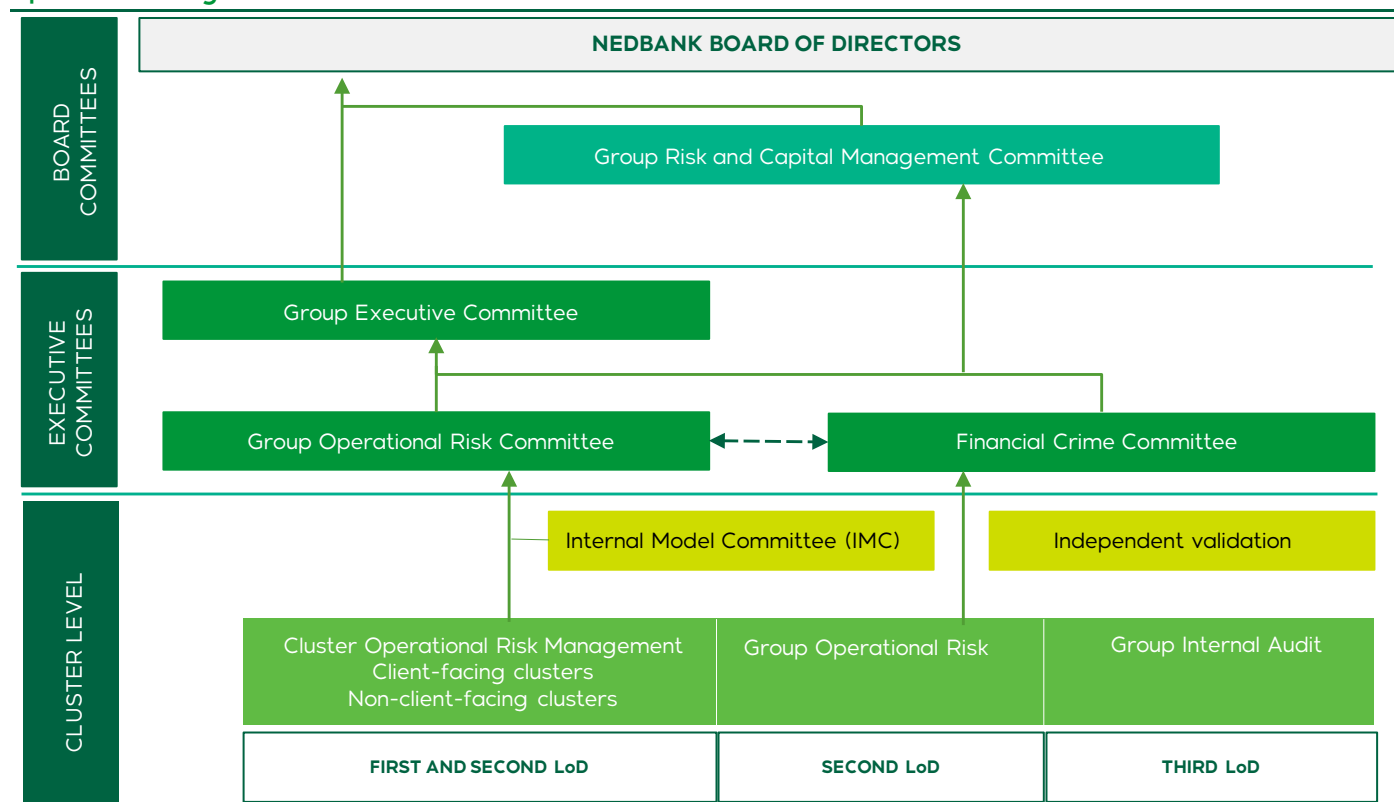 NEDBANK BOARD OF DIRECTORS
BOARD
COMMITTEES
Group Risk and Capital Management Committee
EXECUTIVE
COMMITTEES
Group Executive Committee
Group Operational Risk Committee
Financial Crime Committee
CLUSTER LEVEL
Internal Model Committee (IMC)
Independent validation
Cluster Operational Risk Management
Client-facing clusters
Non-client-facing clusters
Group Operational Risk
Group Internal Audit
FIRST AND SECOND LoD
SECOND LoD
THIRD LoD